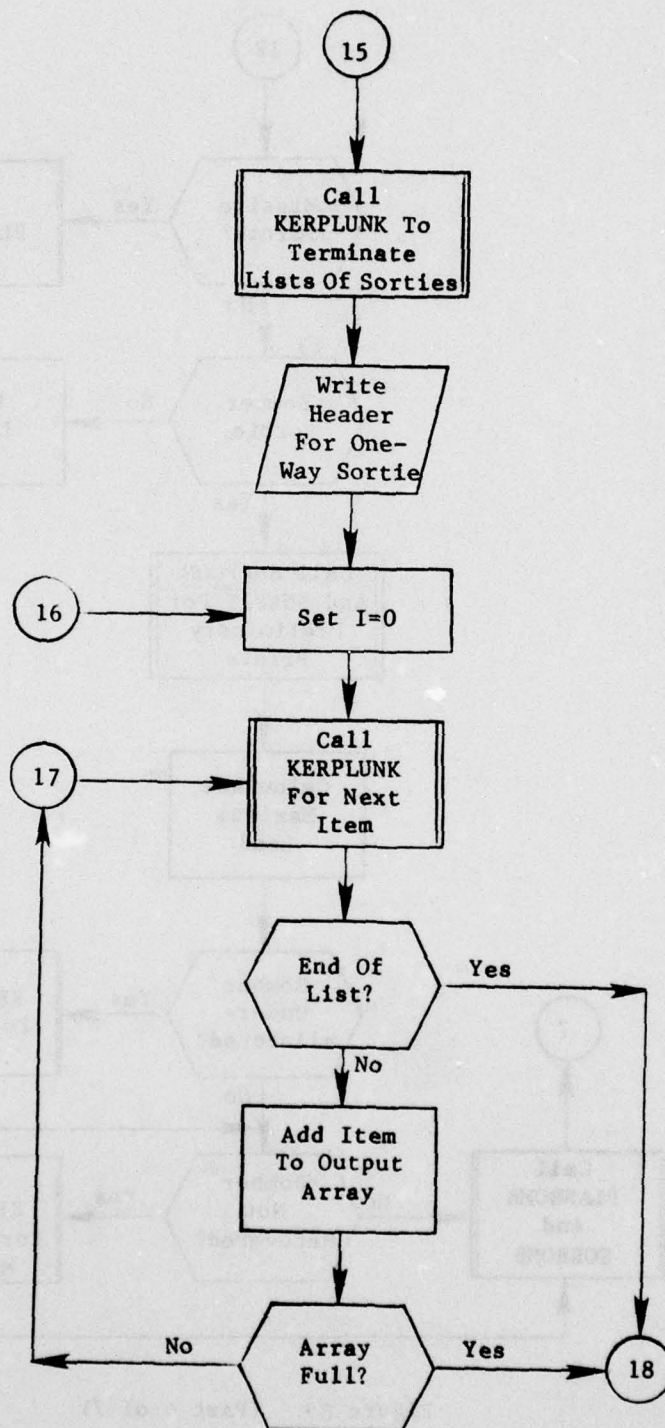 15
Call
KERPLUNK To
Terminate
Lists Of Sorties
Write
Header
For One-
Way Sortie
16
Set I=0
17
Call
KERPLUNK
For Next
Item
End Of
List?
Yes
No
Add Item
To Output
Array
No
Array
Full?
Yes
18